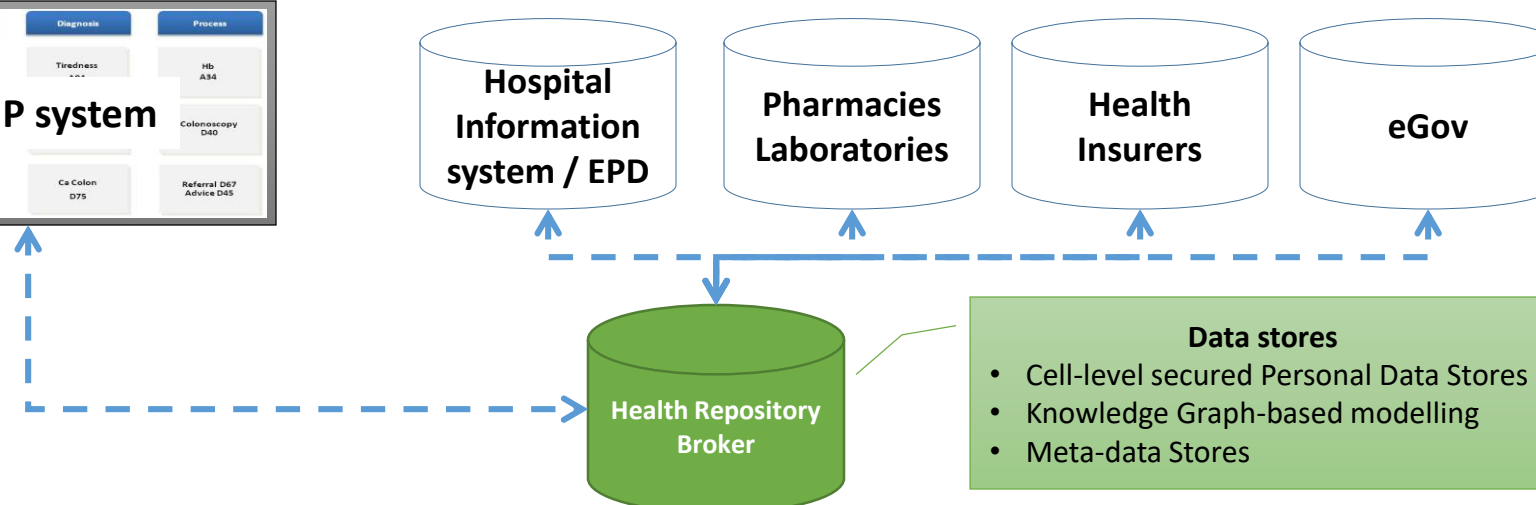 Diagnosis
Process
Tiredness
Hb
A34
P system
Colonoscopy
D40
Ca Colon
D75
Referral D67
Advice D45
Hospital
Information
system / EPD
Pharmacies
Laboratories
Health
Insurers
eGov
Health Repository
Broker
Data stores
• Cell-level secured Personal Data Stores
• Knowledge Graph-based modelling
• Meta-data Stores